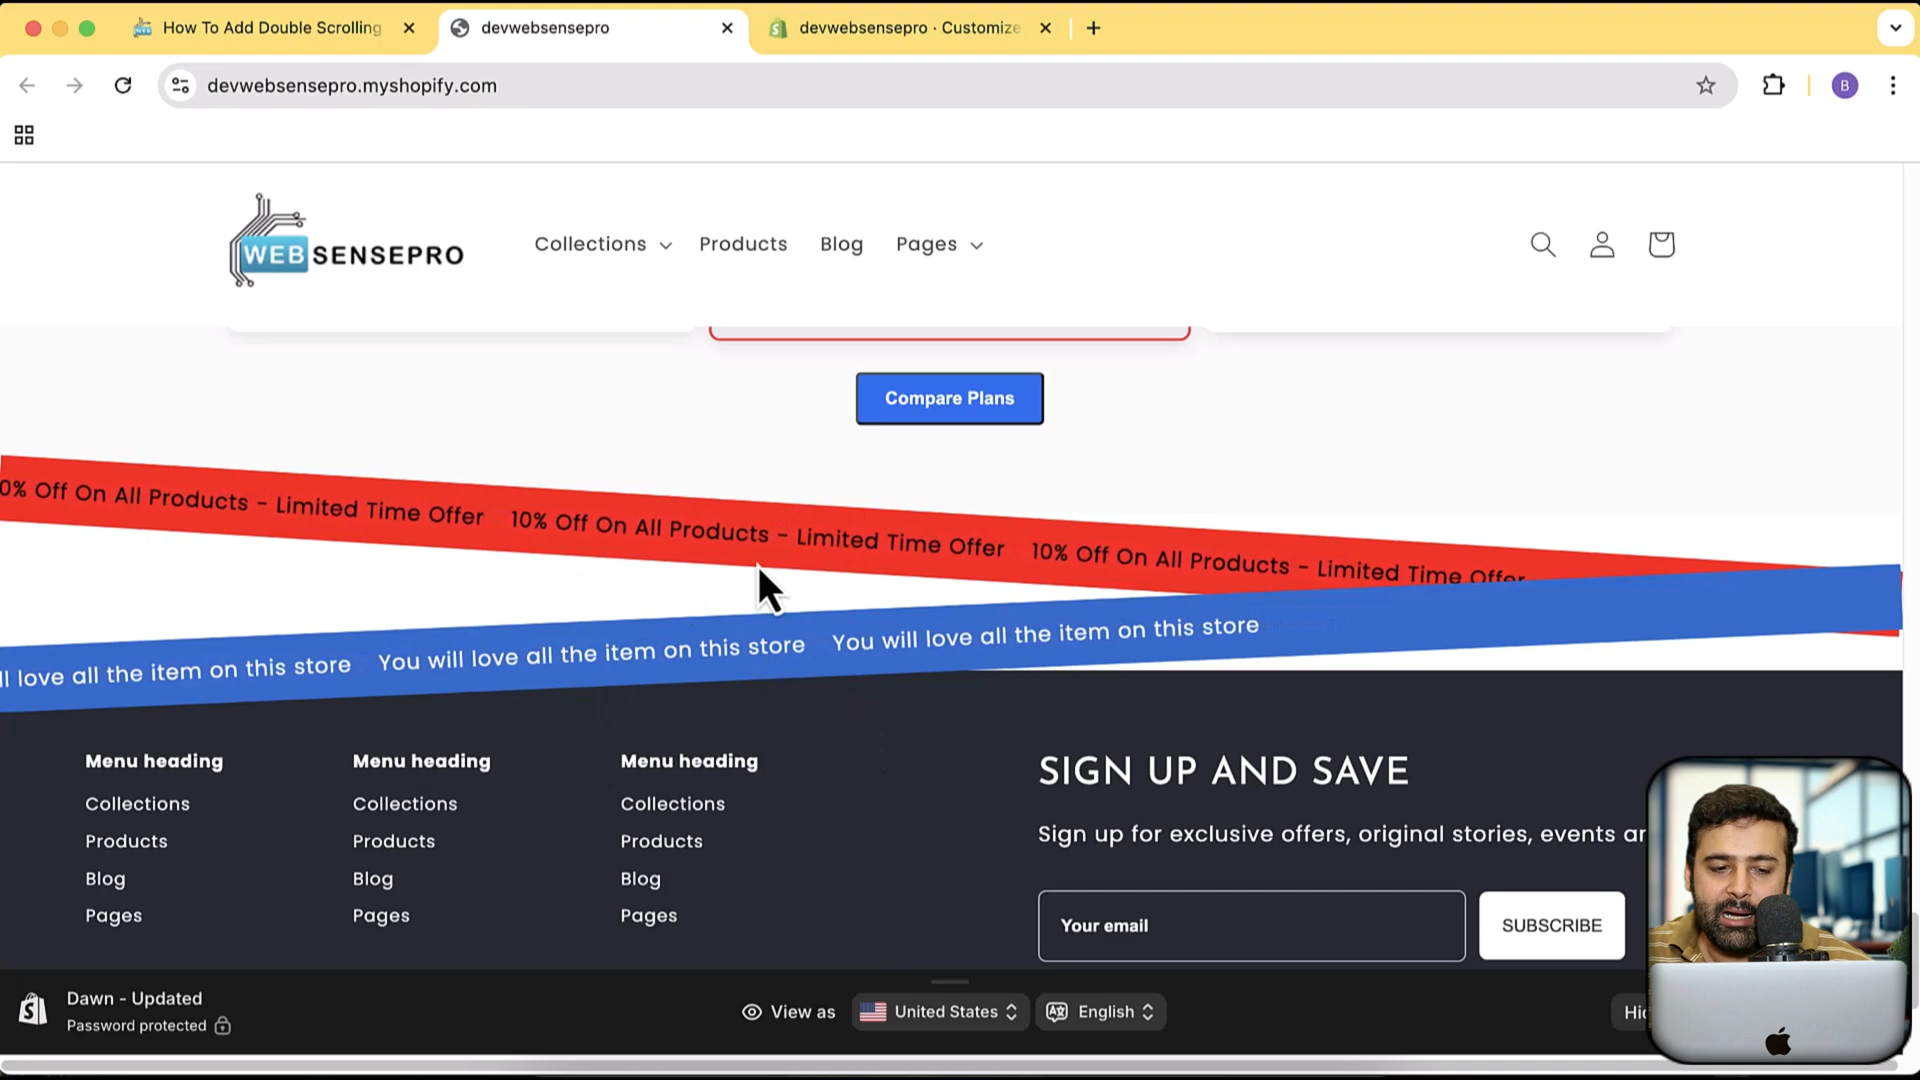 How To Add Double Scrolling
devwebsensepro
devwebsensepro · Customize
devwebsensepro.myshopify.com
B
WEBSENSEPRO
Collections
Products
Blog
Pages
Compare Plans
0% Off On All Products - Limited Time Offer 10% Off On All Products - Limited Time Offer 10% Off On All Products - Limited Time Offer
ll love all the item on this store You will love all the item on this store You will love all the item on this store
Menu heading
Collections
Products
Blog
Pages
Menu heading
Collections
Products
Blog
Pages
Menu heading
Collections
Products
Blog
Pages
SIGN UP AND SAVE
Sign up for exclusive offers, original stories, events
Your email
SUBSCRIBE
Dawn - Updated
Password protected
View as
United States
English